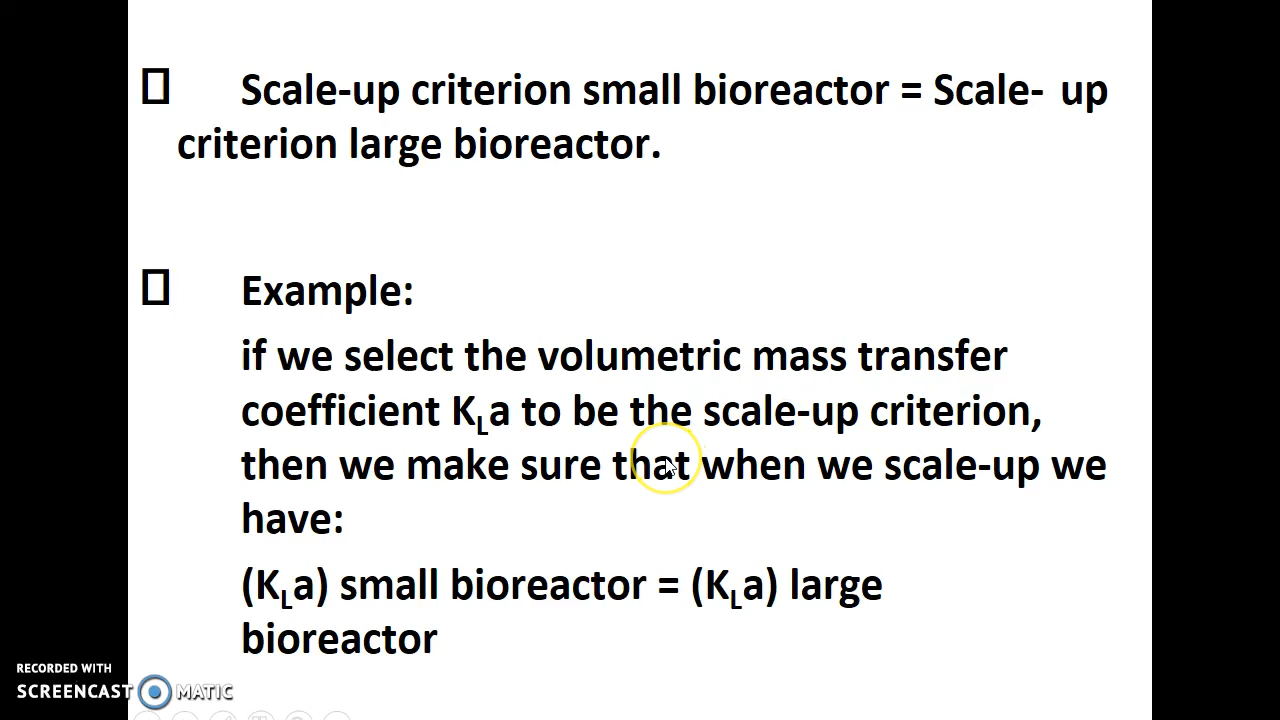 Scale-up criterion small bioreactor = Scale- up
criterion large bioreactor.
Example:
if we select the volumetric mass transfer
coefficient KLa to be the scale-up criterion,
then we make sure that when we scale-up we
have:
(KLa) small bioreactor = (KLa) large
bioreactor
RECORDED WITH
SCREENCAST MATIC